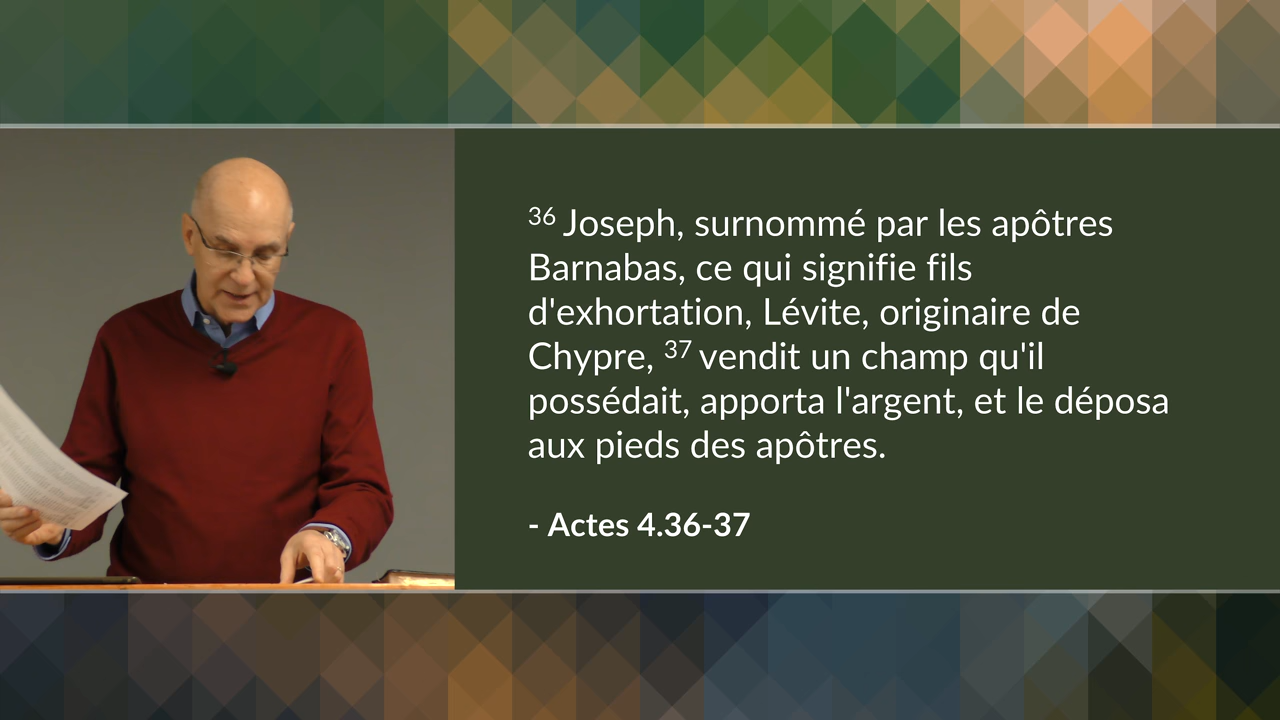 36 Joseph, surnommé par les apôtres
Barnabas, ce qui signifie fils
d'exhortation, Lévite, originaire de
Chypre, 37 vendit un champ qu'il
possédait, apporta l'argent, et le déposa
aux pieds des apôtres.
- Actes 4.36-37